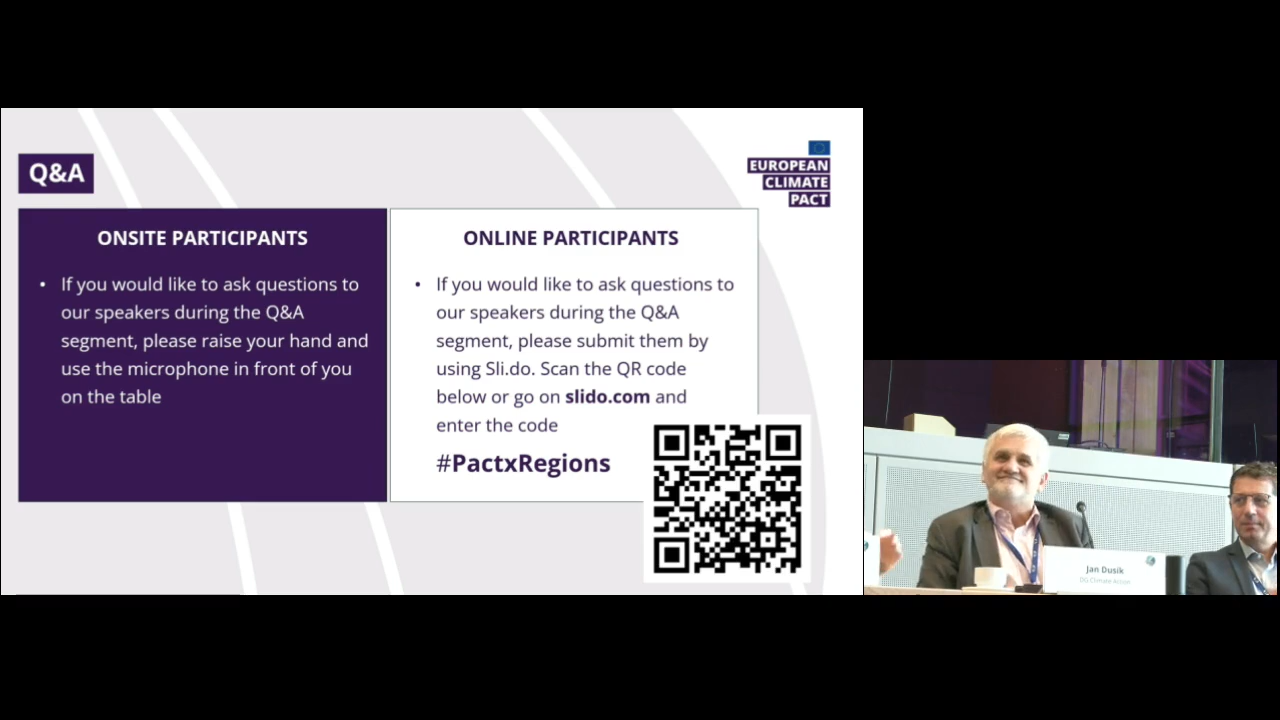 Q&A
EUROPEAN
CLIMATE
PACT
ONSITE PARTICIPANTS
• If you would like to ask questions to
our speakers during the Q&A
segment, please raise your hand and
use the microphone in front of you
on the table
ONLINE PARTICIPANTS
• If you would like to ask questions to
our speakers during the Q&A
segment, please submit them by
using Sli.do. Scan the QR code
below or go on slido.com and
enter the code
#PactxRegions
Jan Dusik
DG Climate Action